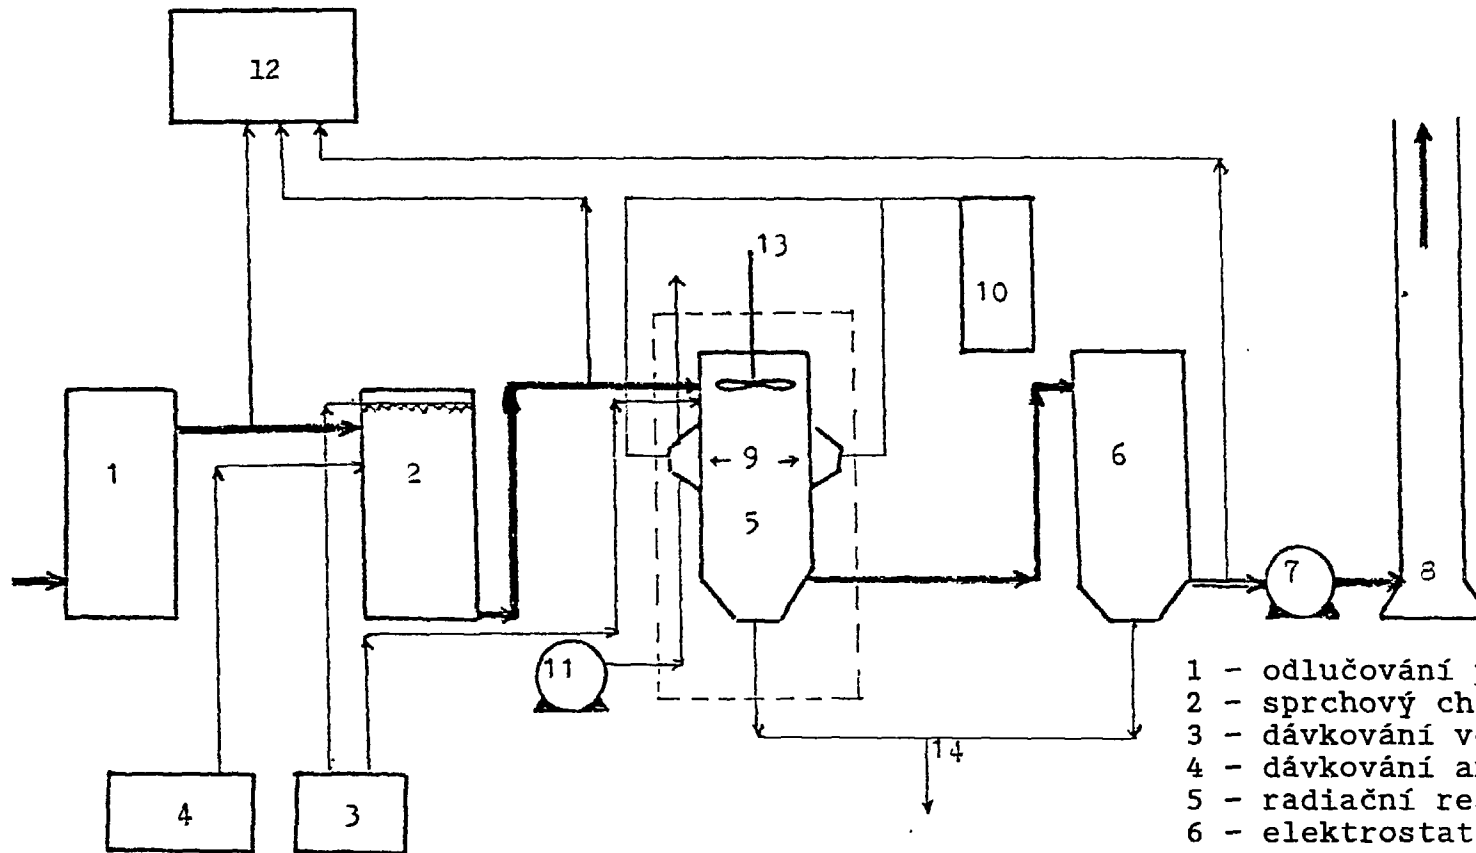 12
13
10
1
2
← 9 →
6
5
7
8
11
14
4
3
1 - odlučování
2 - sprchový ch
3 - dávkování v
4 - dávkování a
5 - radiační re
6 - elektrostat